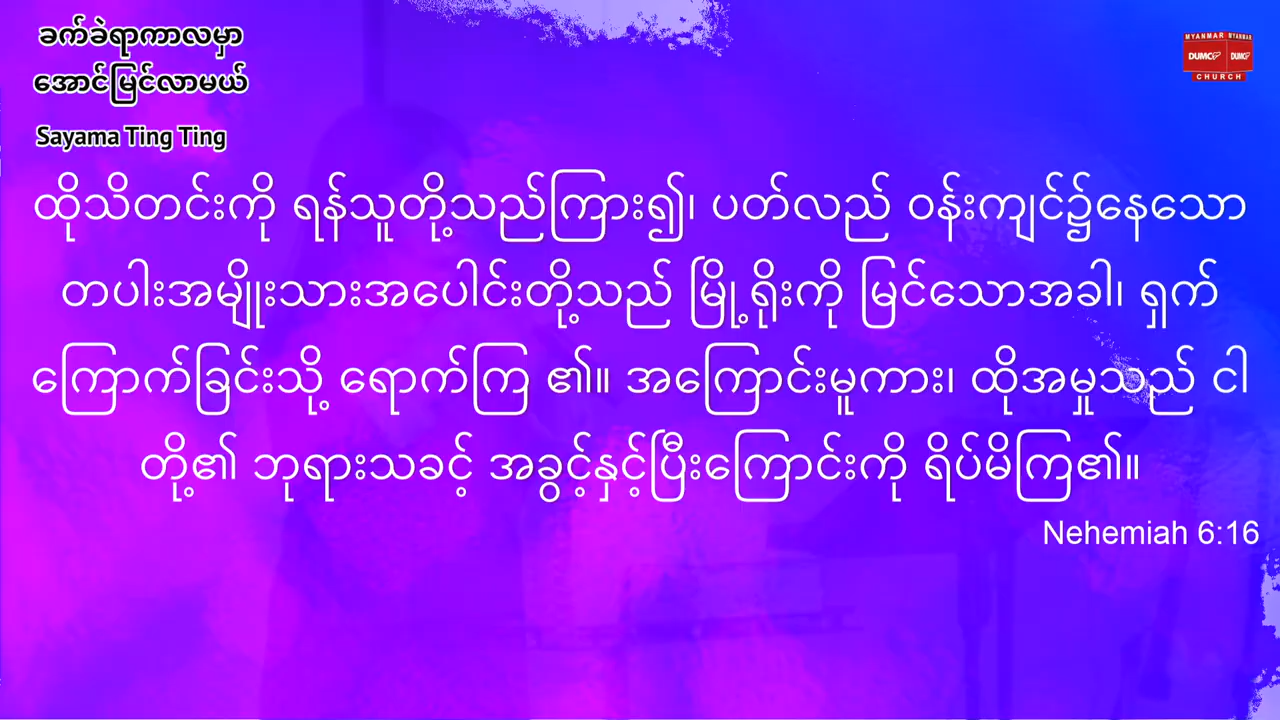 ခက်ခဲရာကာလမှာ
အောင်မြင်လာမယ်
Sayama Ting Ting
MYANMAR MYANMAR
DUMC DUMC
CHURCH
ထိုသိတင်းကို ရန်သူတို့သည်ကြား၍၊ ပတ်လည် ဝန်းကျင်၌နေသော
တပါးအမျိုးသားအပေါင်းတို့သည် မြို့ရိုးကို မြင်သောအခါ၊ ရှက်
ကြောက်ခြင်းသို့ ရောက်ကြ ၏။ အကြောင်းမူကား၊ ထိုအမှုသည် ငါ
တို့၏ ဘုရားသခင့် အခွင့်နှင့်ပြီးကြောင်းကို ရိပ်မိကြ၏။
Nehemiah 6:16